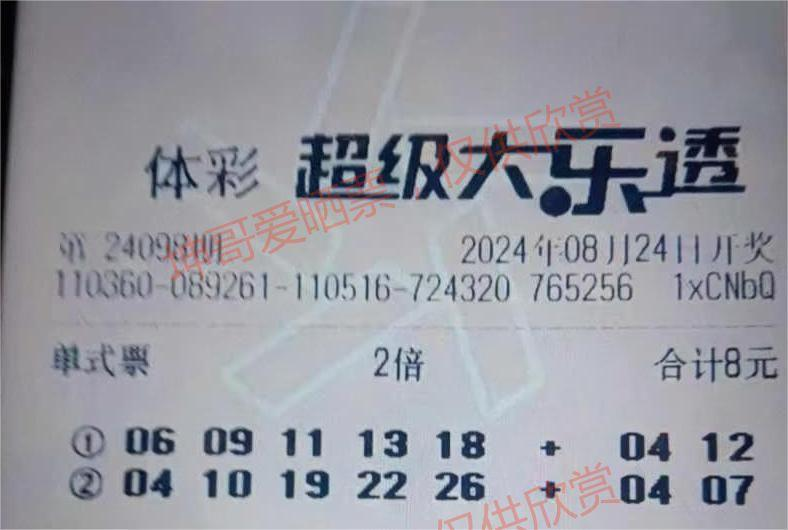 体彩 超级大乐透
第 24098期 2024年08月24日开奖
110360-089261-110516-724320 765256 1xCNbQ
单式票 2倍 合计8元
① 06 09 11 13 18 + 04 12
② 04 10 19 22 26 + 04 07
坤哥爱晒票,仅供欣赏
仅供欣赏